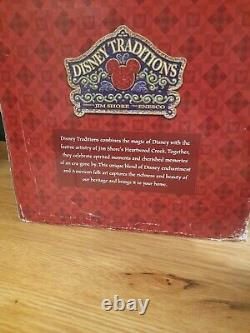 DISNEY TRADITIONS
JIM SHORE ENESCO
Disney Traditions combines the magic of Disney with the
festive artistry of Jim Shore's Heartwood Creek. Together,
they celebrate spirited moments and cherished memories
of an era gone by. This unique blend of Disney enchantment
and American folk art captures the richness and beauty of
our heritage and brings it to your home.